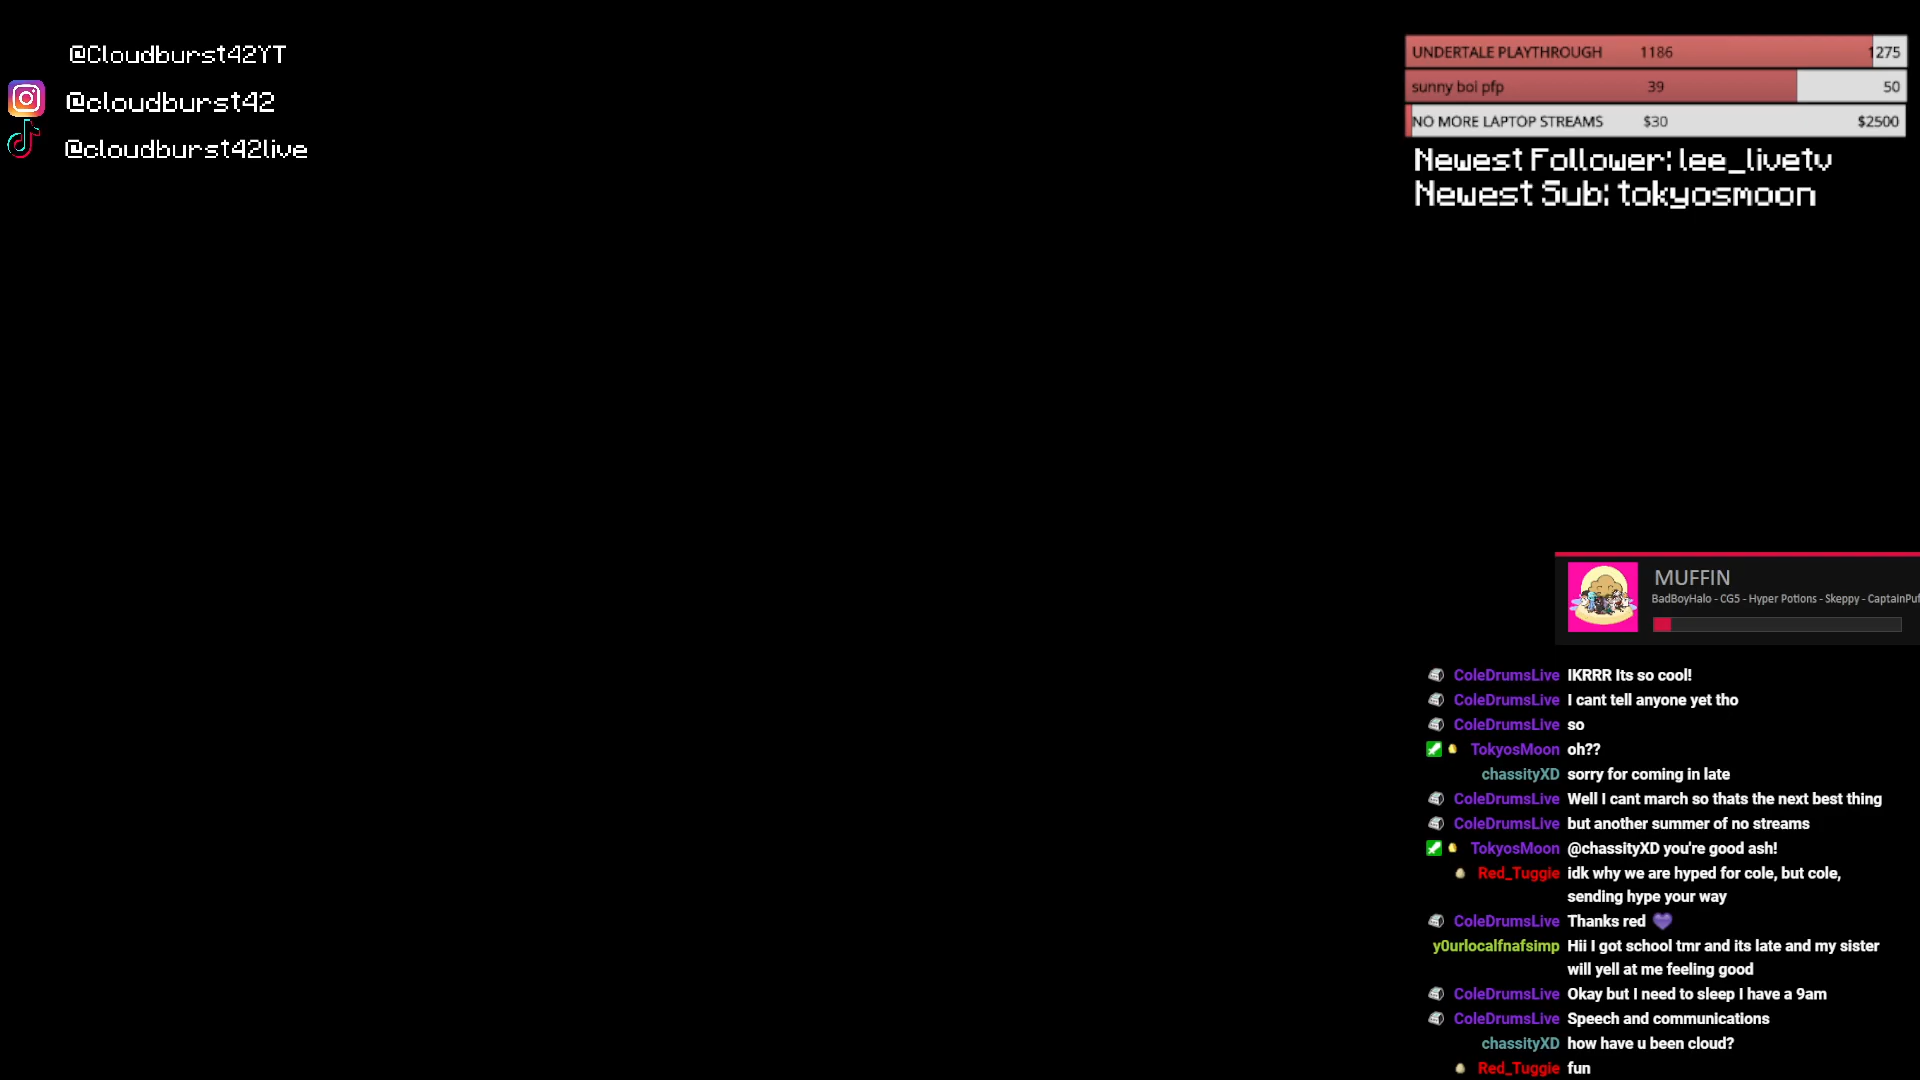 @Cloudburst42YT
@cloudburst42
@cloudburst42live
UNDERTALE PLAYTHROUGH 1186 1275
sunny boi pfp 39 50
NO MORE LAPTOP STREAMS $30 $2500
Newest Follower: lee_livetv
Newest Sub: tokyosmoon
MUFFIN
BadBoyHalo - CG5 - Hyper Potions - Skeppy - CaptainPuf
ColeDrumsLive IKRRR Its so cool!
ColeDrumsLive I cant tell anyone yet tho
ColeDrumsLive so
TokyosMoon oh??
chassityXD sorry for coming in late
ColeDrumsLive Well I cant march so thats the next best thing
ColeDrumsLive but another summer of no streams
TokyosMoon @chassityXD you're good ash!
Red_Tuggie idk why we are hyped for cole, but cole,
sending hype your way
ColeDrumsLive Thanks red
y0urlocalfnafsimp Hii I got school tmr and its late and my sister
will yell at me feeling good
ColeDrumsLive Okay but I need to sleep I have a 9am
ColeDrumsLive Speech and communications
chassityXD how have u been cloud?
Red_Tuggie fun